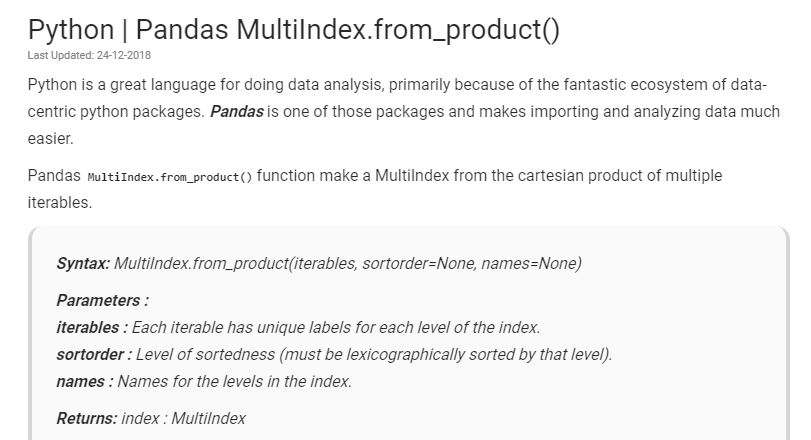 Python | Pandas MultiIndex.from_product()
Last Updated: 24-12-2018
Python is a great language for doing data analysis, primarily because of the fantastic ecosystem of data-
centric python packages. Pandas is one of those packages and makes importing and analyzing data much
easier.
Pandas MultiIndex.from_product() function make a MultiIndex from the cartesian product of multiple
iterables.
Syntax: MultiIndex.from_product(iterables, sortorder=None, names=None)
Parameters :
iterables : Each iterable has unique labels for each level of the index.
sortorder : Level of sortedness (must be lexicographically sorted by that level).
names : Names for the levels in the index.
Returns: index : MultiIndex